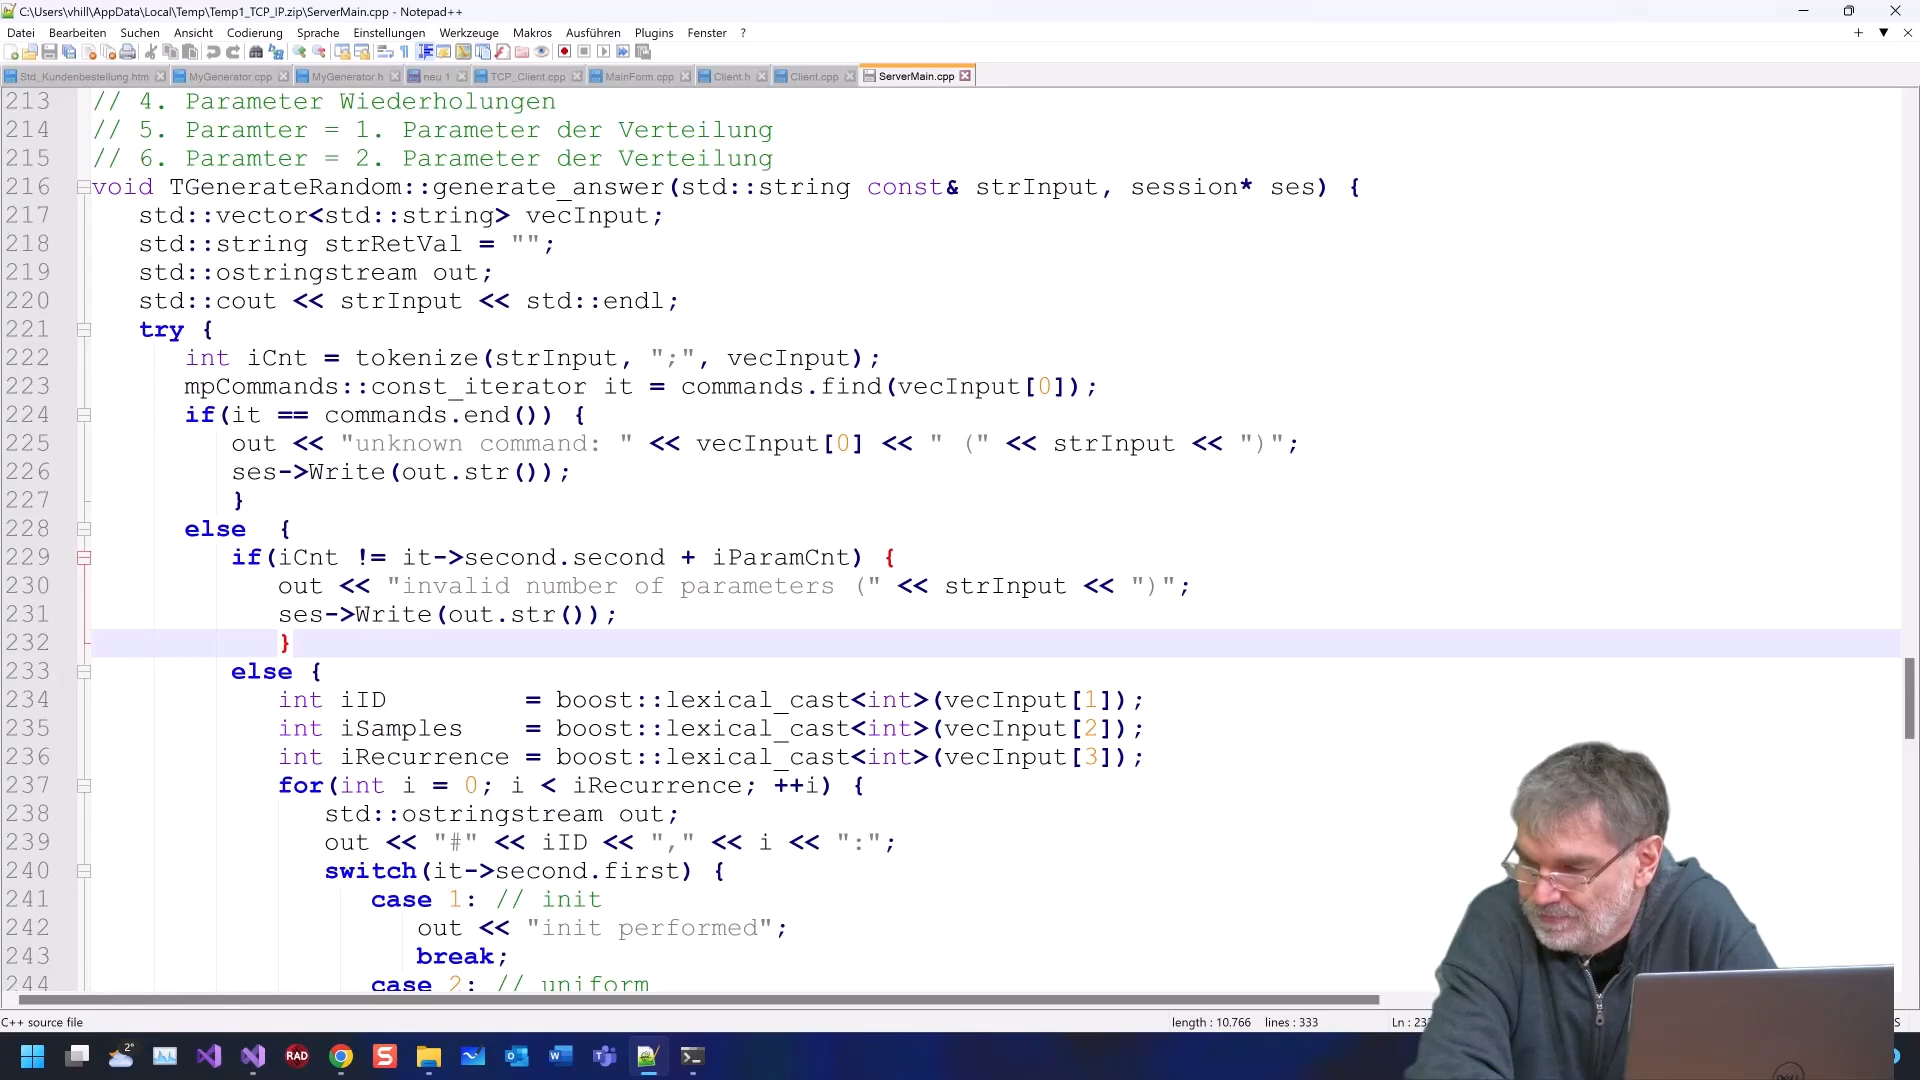 C:\Users\vhill\AppData\Local\Temp\Temp1_TCP_IP.zip\ServerMain.cpp - Notepad++
Datei Bearbeiten Suchen Ansicht Codierung Sprache Einstellungen Werkzeuge Makros Ausführen Plugins Fenster ?
Std_Kundenbestellung.htm MyGenerator.cpp MyGenerator.h neu 1 TCP_Client.cpp MainForm.cpp Client.h Client.cpp ServerMain.cpp
213 // 4. Parameter Wiederholungen
214 // 5. Paramter = 1. Parameter der Verteilung
215 // 6. Paramter = 2. Parameter der Verteilung
216 void TGenerateRandom::generate_answer(std::string const& strInput, session* ses) {
217 std::vector<std::string> vecInput;
218 std::string strRetVal = "";
219 std::ostringstream out;
220 std::cout << strInput << std::endl;
221 try {
222 int iCnt = tokenize(strInput, ";", vecInput);
223 mpCommands::const_iterator it = commands.find(vecInput[0]);
224 if(it == commands.end()) {
225 out << "unknown command: " << vecInput[0] << " (" << strInput << ")";
226 ses->Write(out.str());
227 }
228 else {
229 if(iCnt != it->second.second + iParamCnt) {
230 out << "invalid number of parameters (" << strInput << ")";
231 ses->Write(out.str());
232 }
233 else {
234 int iID = boost::lexical_cast<int>(vecInput[1]);
235 int iSamples = boost::lexical_cast<int>(vecInput[2]);
236 int iRecurrence = boost::lexical_cast<int>(vecInput[3]);
237 for(int i = 0; i < iRecurrence; ++i) {
238 std::ostringstream out;
239 out << "#" << iID << "," << i << ":";
240 switch(it->second.first) {
241 case 1: // init
242 out << "init performed";
243 break;
244 case 2: // uniform
C++ source file length : 10.766 lines : 333 Ln : 23
2°
RAD
DELL